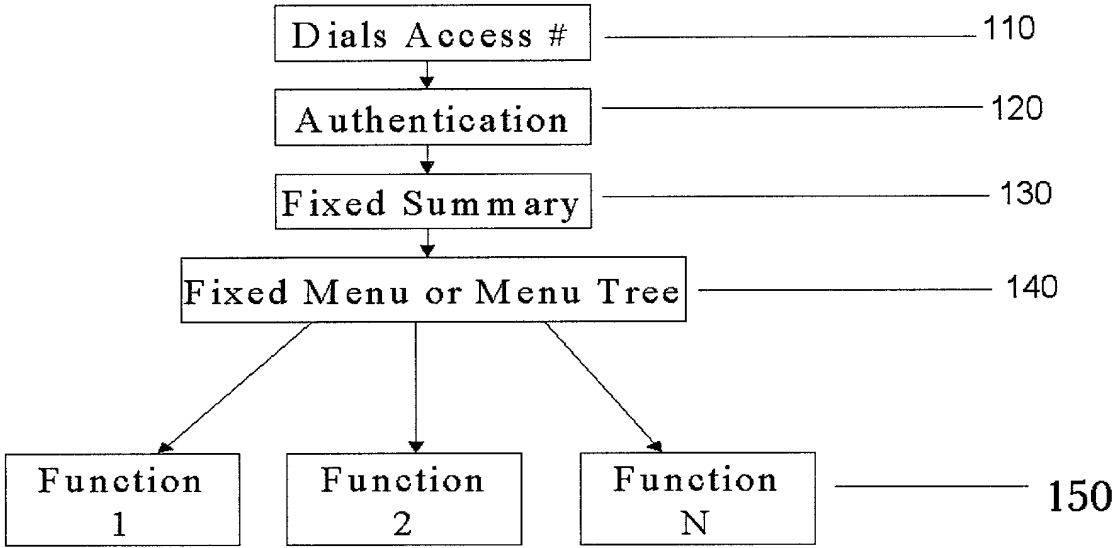 Dials Access # 110
Authentication 120
Fixed Summary 130
Fixed Menu or Menu Tree 140
Function 1
Function 2
Function N
150